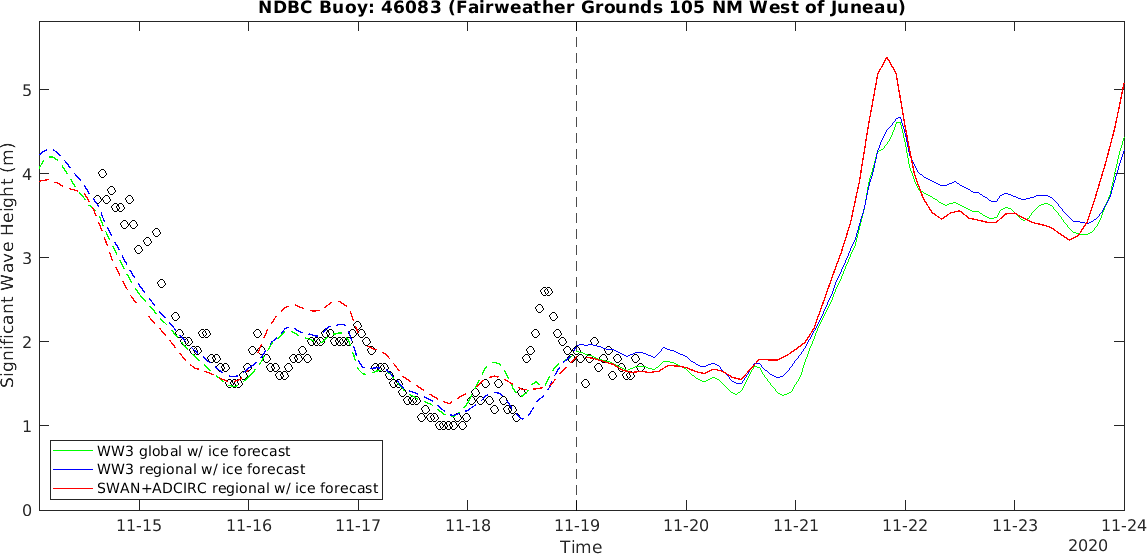 NDBC Buoy: 46083 (Fairweather Grounds 105 NM West of Juneau)
Significant Wave Height (m)
5
4
3
2
1
0
WW3 global w/ ice forecast
WW3 regional w/ ice forecast
SWAN+ADCIRC regional w/ ice forecast
11-15 11-16 11-17 11-18 11-19 11-20 11-21 11-22 11-23 11-24
Time
2020